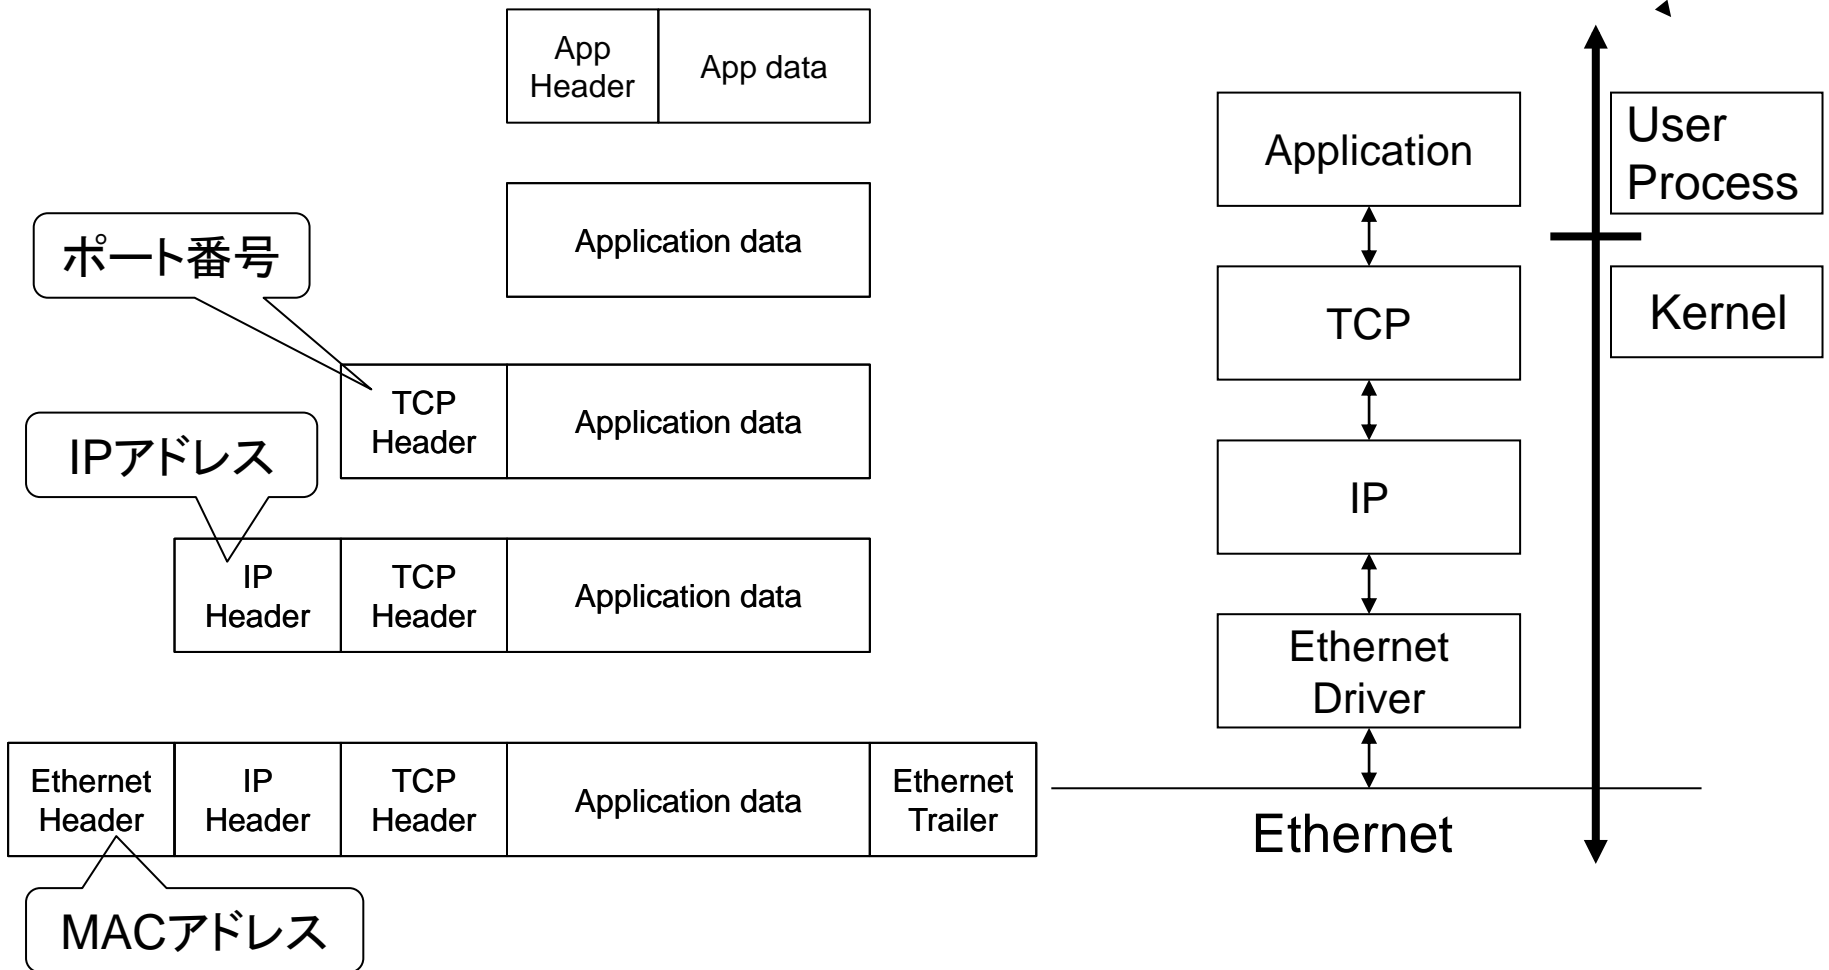 App
Header
App data
Application data
ポート番号
TCP
Header
Application data
IPアドレス
IP
Header
TCP
Header
Application data
Ethernet
Header
IP
Header
TCP
Header
Application data
Ethernet
Trailer
MACアドレス
Application
TCP
IP
Ethernet
Driver
Ethernet
User
Process
Kernel